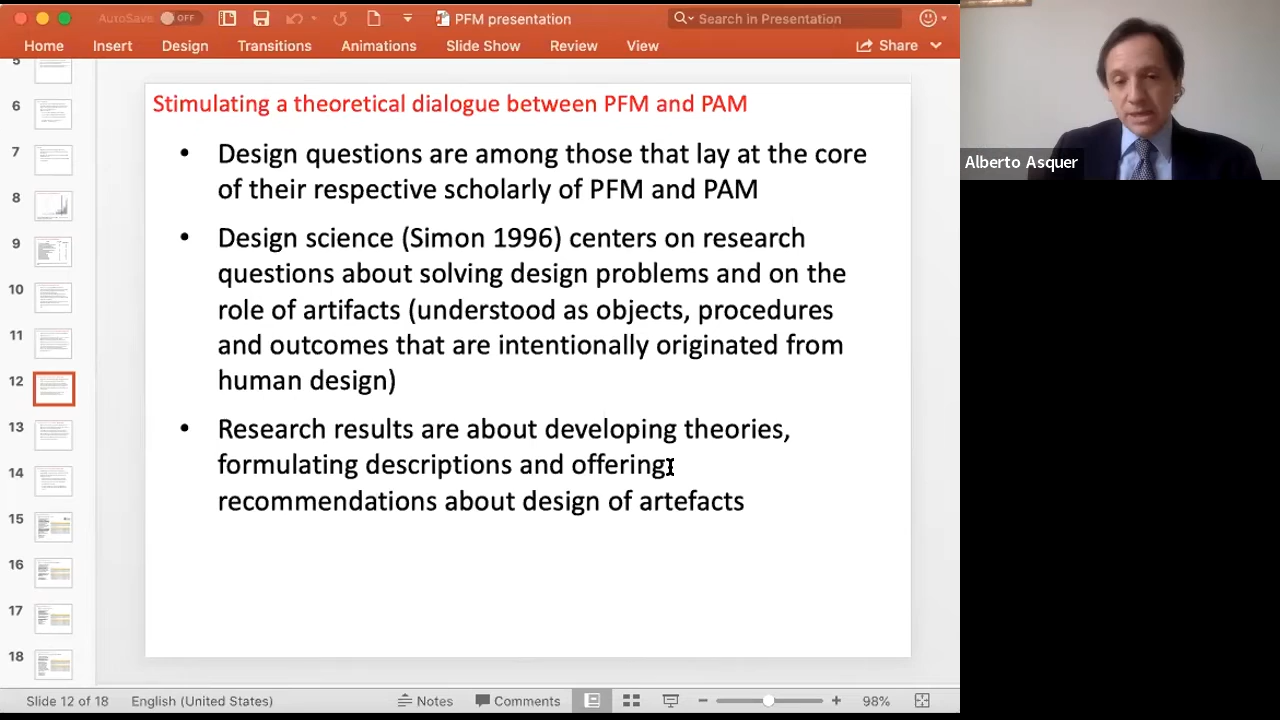 AutoSave OFF
PFM presentation
Search in Presentation
Home Insert Design Transitions Animations Slide Show Review View Share
5
6
7
8
9
10
11
12
13
14
15
16
17
18
Stimulating a theoretical dialogue between PFM and PAM
• Design questions are among those that lay at the core
of their respective scholarly of PFM and PAM
• Design science (Simon 1996) centers on research
questions about solving design problems and on the
role of artifacts (understood as objects, procedures
and outcomes that are intentionally originated from
human design)
• Research results are about developing theories,
formulating descriptions and offering
recommendations about design of artefacts
Alberto Asquer
Slide 12 of 18 English (United States) Notes Comments 98%